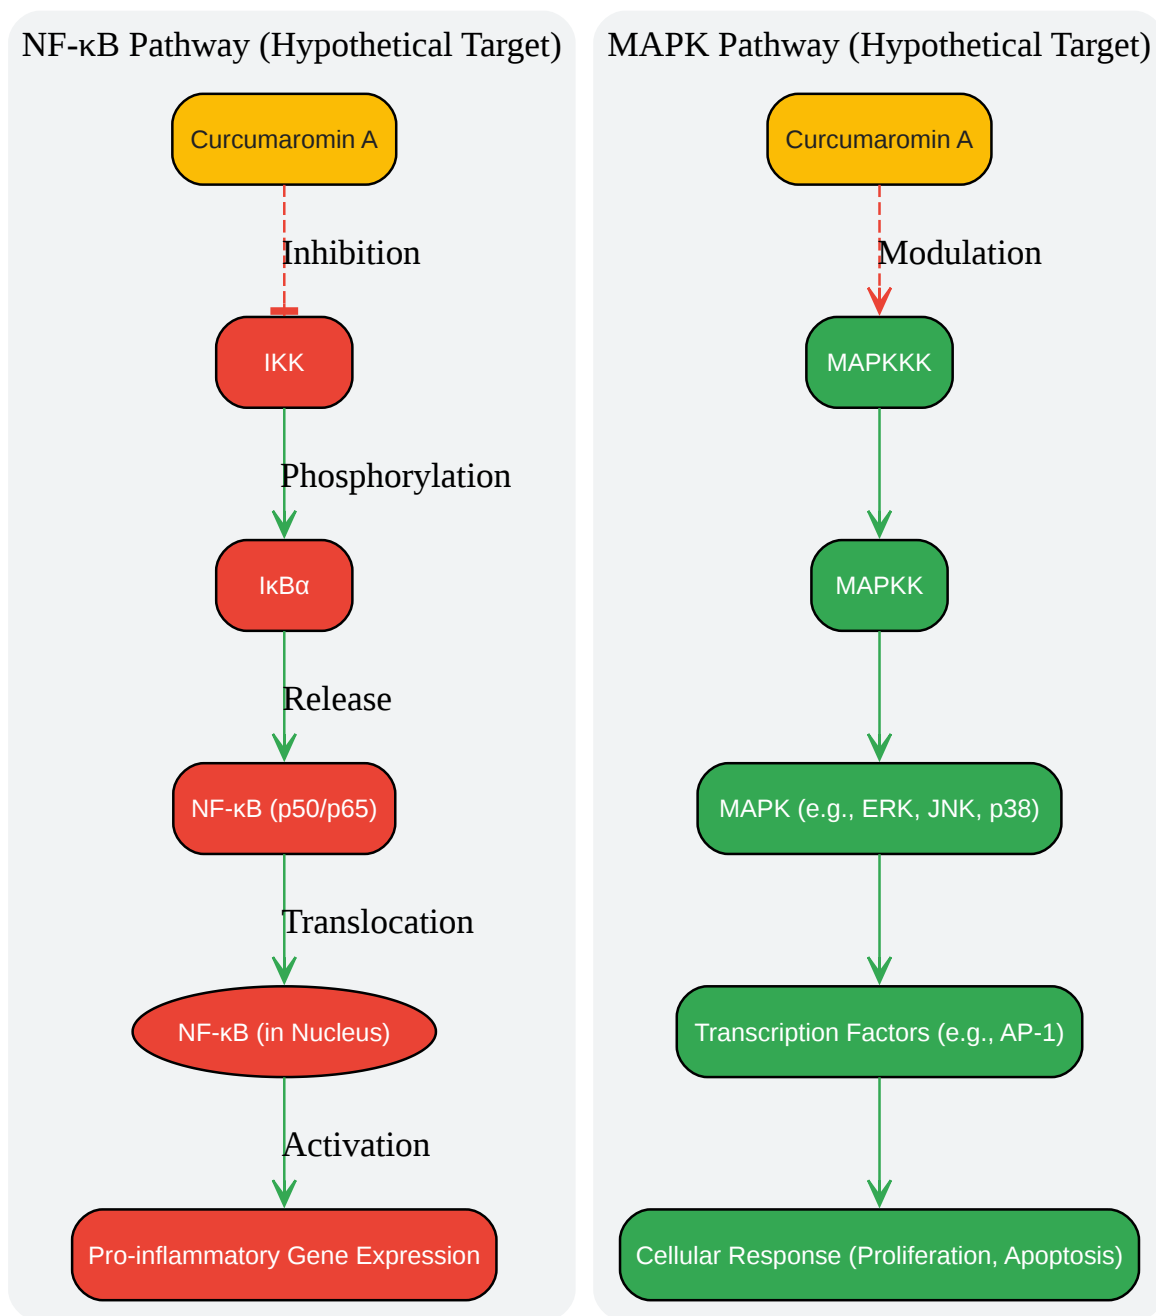 NF-κB Pathway (Hypothetical Target)
Curcumaromin A
Inhibition
IKK
Phosphorylation
IκBα
Release
NF-κB (p50/p65)
Translocation
NF-κB (in Nucleus)
Activation
Pro-inflammatory Gene Expression
MAPK Pathway (Hypothetical Target)
Curcumaromin A
Modulation
MAPKKK
MAPKK
MAPK (e.g., ERK, JNK, p38)
Transcription Factors (e.g., AP-1)
Cellular Response (Proliferation, Apoptosis)